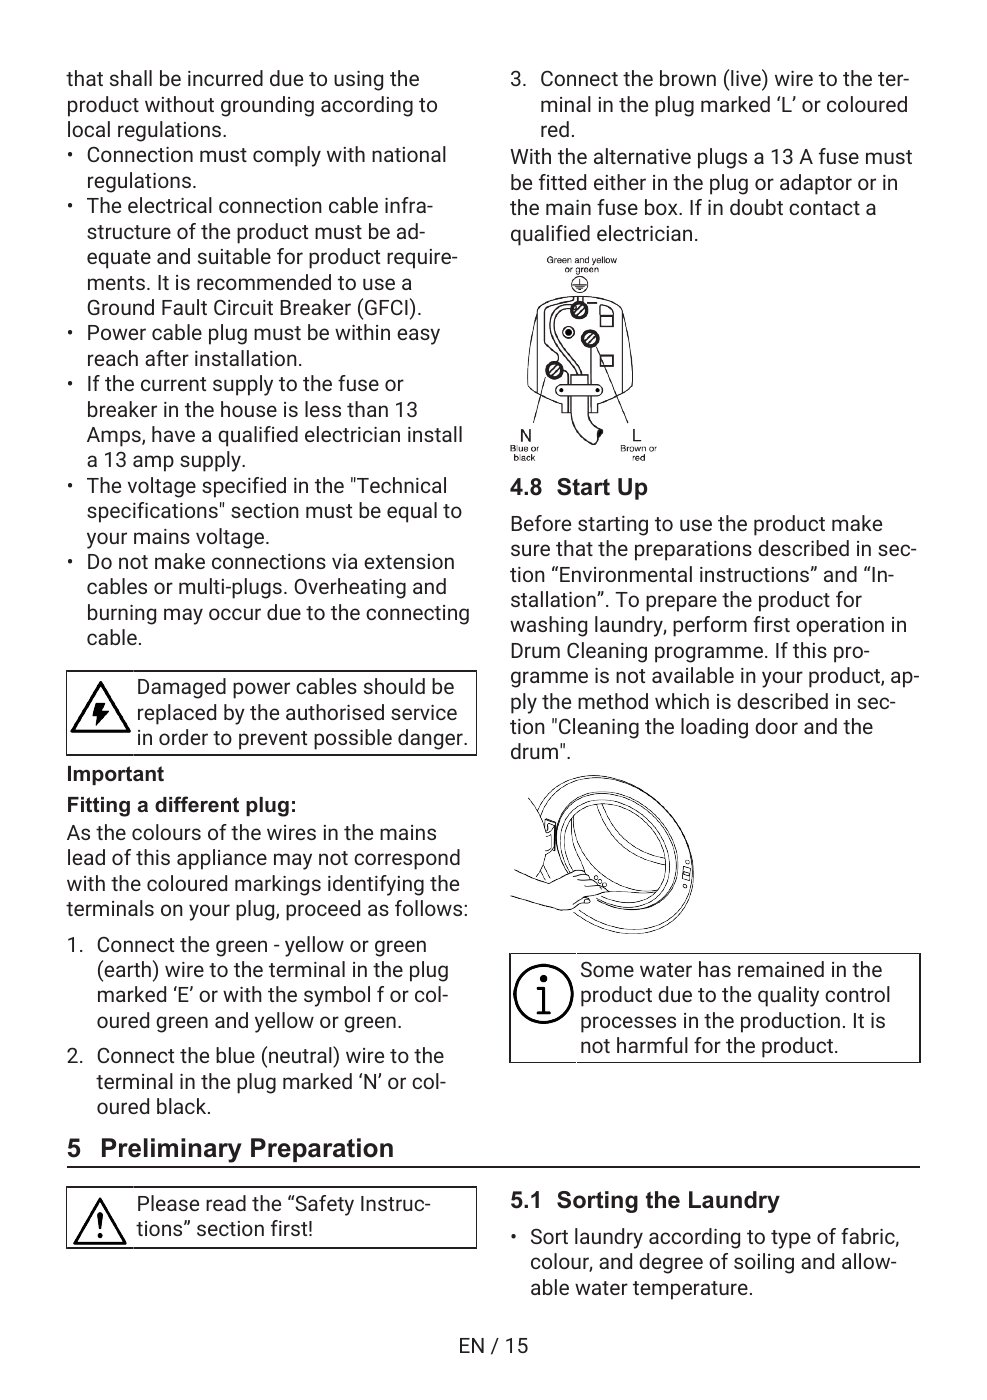 that shall be incurred due to using the
product without grounding according to
local regulations.
• Connection must comply with national
regulations.
• The electrical connection cable infra-
structure of the product must be ad-
equate and suitable for product require-
ments. It is recommended to use a
Ground Fault Circuit Breaker (GFCI).
• Power cable plug must be within easy
reach after installation.
• If the current supply to the fuse or
breaker in the house is less than 13
Amps, have a qualified electrician install
a 13 amp supply.
• The voltage specified in the "Technical
specifications" section must be equal to
your mains voltage.
• Do not make connections via extension
cables or multi-plugs. Overheating and
burning may occur due to the connecting
cable.
Damaged power cables should be
replaced by the authorised service
in order to prevent possible danger.
Important
Fitting a different plug:
As the colours of the wires in the mains
lead of this appliance may not correspond
with the coloured markings identifying the
terminals on your plug, proceed as follows:
1. Connect the green - yellow or green
(earth) wire to the terminal in the plug
marked ‘E’ or with the symbol f or col-
oured green and yellow or green.
2. Connect the blue (neutral) wire to the
terminal in the plug marked ‘N’ or col-
oured black.
3. Connect the brown (live) wire to the ter-
minal in the plug marked ‘L’ or coloured
red.
With the alternative plugs a 13 A fuse must
be fitted either in the plug or adaptor or in
the main fuse box. If in doubt contact a
qualified electrician.
Green and yellow
or green
N
Blue or
black
L
Brown or
red
4.8 Start Up
Before starting to use the product make
sure that the preparations described in sec-
tion “Environmental instructions” and “In-
stallation”. To prepare the product for
washing laundry, perform first operation in
Drum Cleaning programme. If this pro-
gramme is not available in your product, ap-
ply the method which is described in sec-
tion "Cleaning the loading door and the
drum".
Some water has remained in the
product due to the quality control
processes in the production. It is
not harmful for the product.
5 Preliminary Preparation
Please read the “Safety Instruc-
tions” section first!
5.1 Sorting the Laundry
• Sort laundry according to type of fabric,
colour, and degree of soiling and allow-
able water temperature.
EN / 15